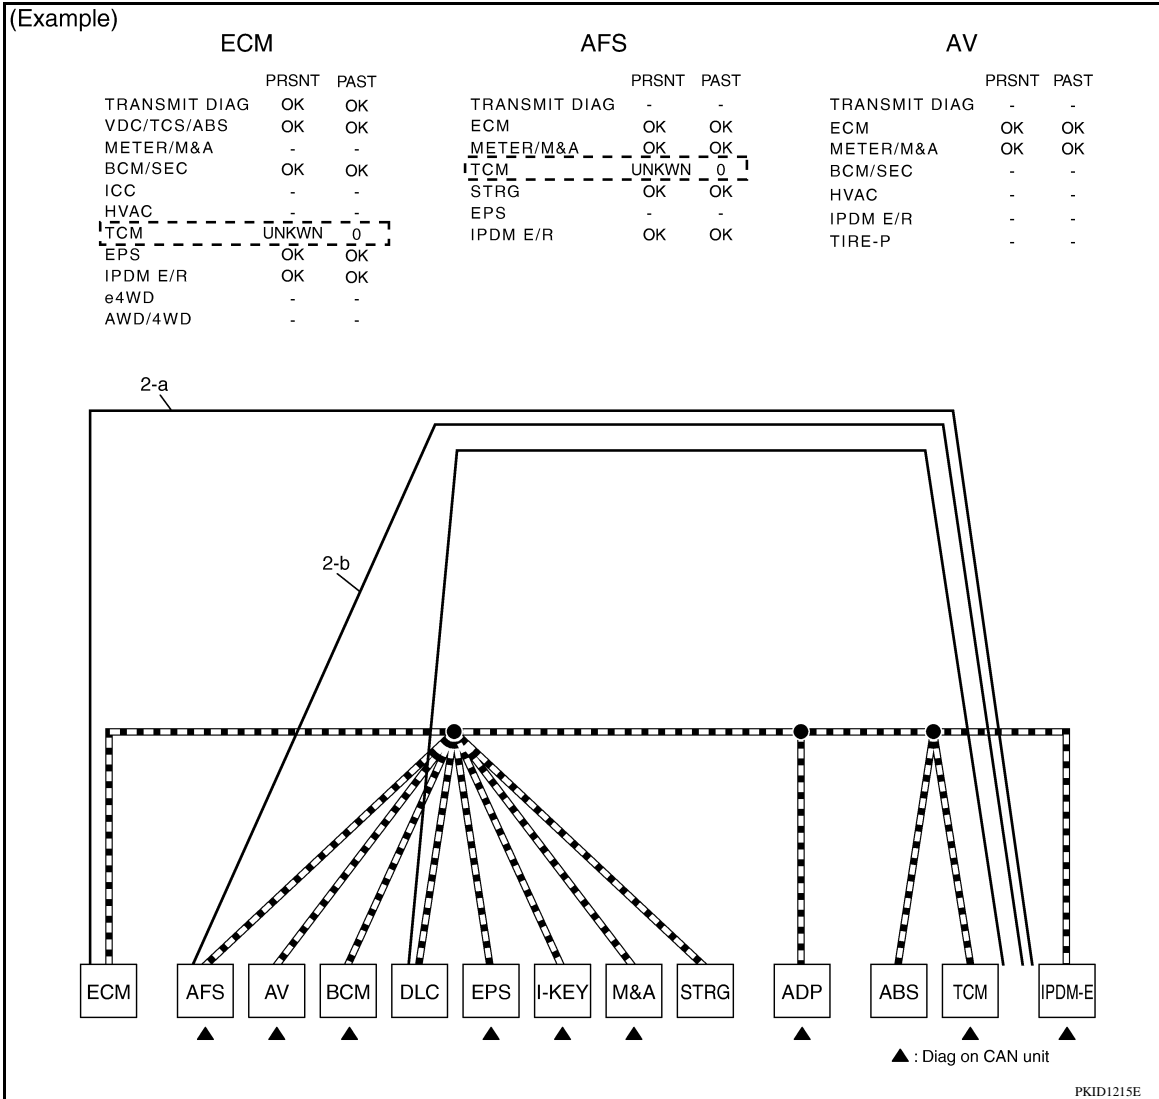 (Example)
ECM
PRSNT PAST
TRANSMIT DIAG OK OK
VDC/TCS/ABS OK OK
METER/M&A - -
BCM/SEC OK OK
ICC - -
HVAC - -
TCM UNKWN 0
EPS OK OK
IPDM E/R OK OK
e4WD - -
AWD/4WD - -
AFS
PRSNT PAST
TRANSMIT DIAG - -
ECM OK OK
METER/M&A OK OK
TCM UNKWN 0
STRG OK OK
EPS - -
IPDM E/R OK OK
AV
PRSNT PAST
TRANSMIT DIAG - -
ECM OK OK
METER/M&A OK OK
BCM/SEC - -
HVAC - -
IPDM E/R - -
TIRE-P - -
2-a
2-b
ECM AFS AV BCM DLC EPS I-KEY M&A STRG ADP ABS TCM IPDM-E
▲ : Diag on CAN unit
PKID1215E